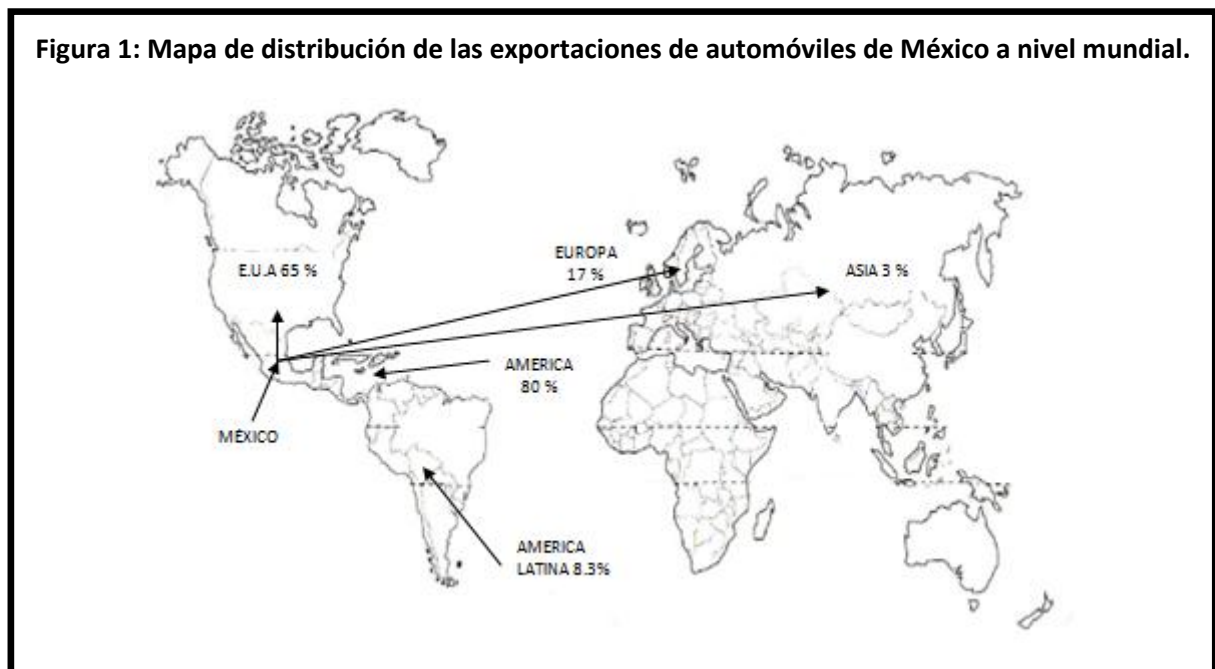 Figura 1: Mapa de distribución de las exportaciones de automóviles de México a nivel mundial.
EUROPA
17 %
E.U.A 65 %
ASIA 3 %
AMERICA
80 %
MÉXICO
AMERICA
LATINA 8.3%